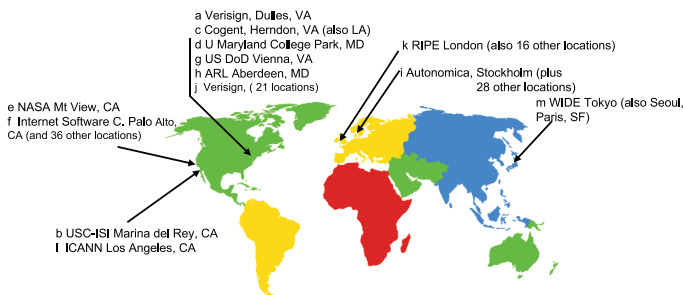 a Verisign, Dulles, VA
c Cogent, Herndon, VA (also LA)
d U Maryland College Park, MD
g US DoD Vienna, VA
h ARL Aberdeen, MD
j Verisign, ( 21 locations)
k RIPE London (also 16 other locations)
i Autonomica, Stockholm (plus
28 other locations)
m WIDE Tokyo (also Seoul,
Paris, SF)
e NASA Mt View, CA
f Internet Software C. Palo Alto,
CA (and 36 other locations)
b USC-ISI Marina del Rey, CA
l ICANN Los Angeles, CA